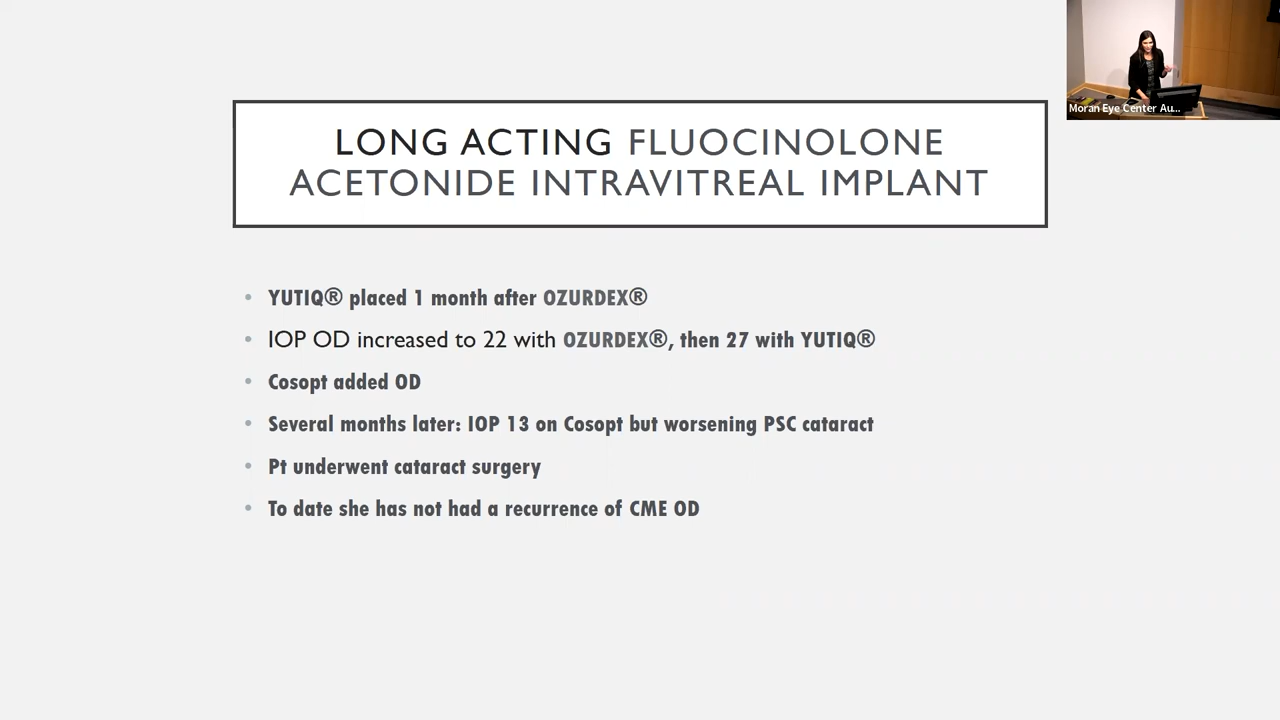 LONG ACTING FLUOCINOLONE
ACETONIDE INTRAVITREAL IMPLANT
• YUTIQ® placed 1 month after OZURDEX®
• IOP OD increased to 22 with OZURDEX®, then 27 with YUTIQ®
• Cosopt added OD
• Several months later: IOP 13 on Cosopt but worsening PSC cataract
• Pt underwent cataract surgery
• To date she has not had a recurrence of CME OD
Moran Eye Center Au...